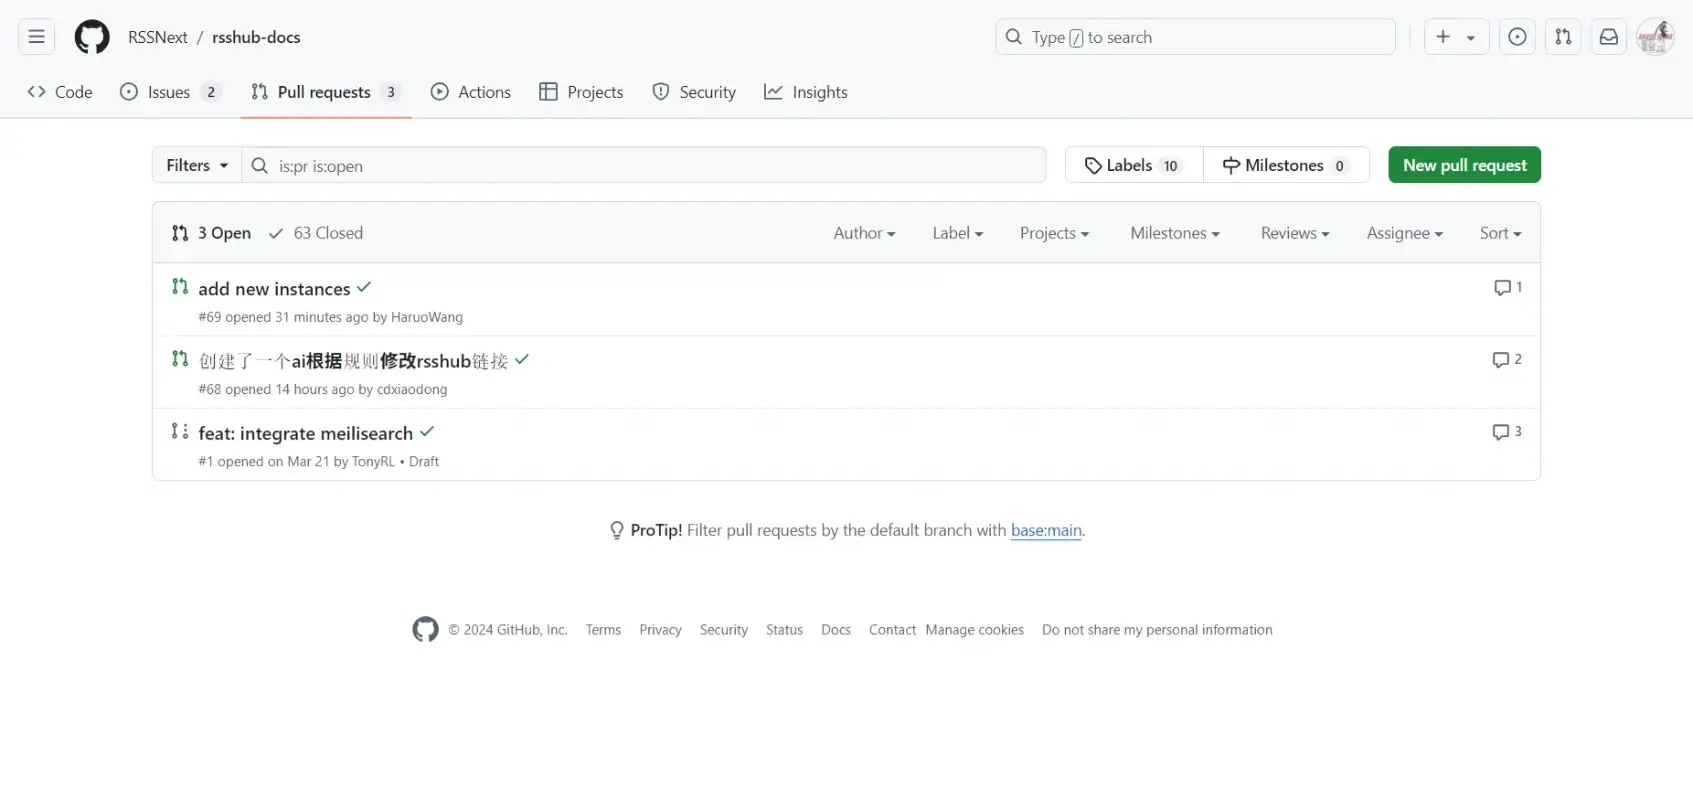 RSSNext / rsshub-docs
Type / to search
Code
Issues 2
Pull requests 3
Actions
Projects
Security
Insights
Filters
is:pr is:open
Labels 10
Milestones 0
New pull request
3 Open
63 Closed
Author
Label
Projects
Milestones
Reviews
Assignee
Sort
add new instances
1
#69 opened 31 minutes ago by HaruoWang
创建了一个ai根据规则修改rsshub链接
2
#68 opened 14 hours ago by cdxiaodong
feat: integrate meilisearch
3
#1 opened on Mar 21 by TonyRL • Draft
ProTip! Filter pull requests by the default branch with base:main.
© 2024 GitHub, Inc.
Terms
Privacy
Security
Status
Docs
Contact
Manage cookies
Do not share my personal information